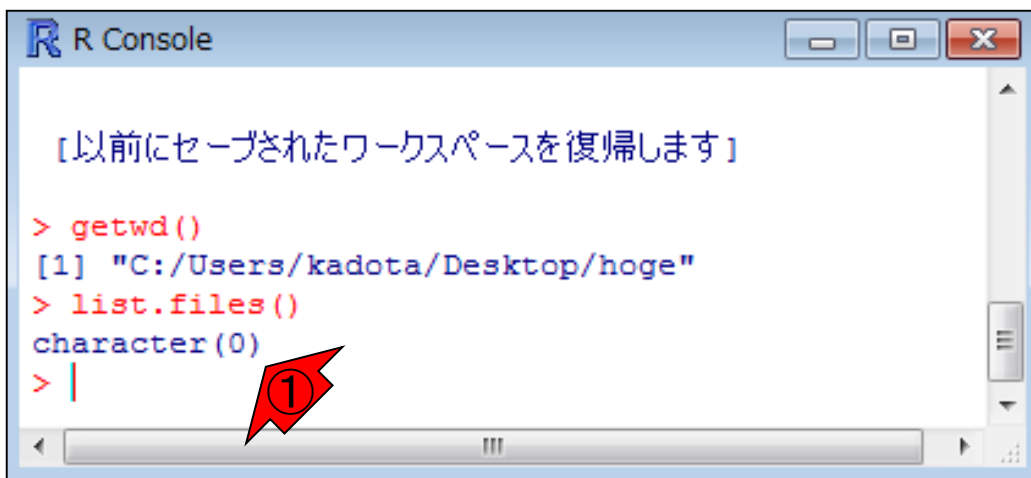 R Console
[以前にセーブされたワークスペースを復帰します]
> getwd()
[1] "C:/Users/kadota/Desktop/hoge"
> list.files()
character(0)
>
①